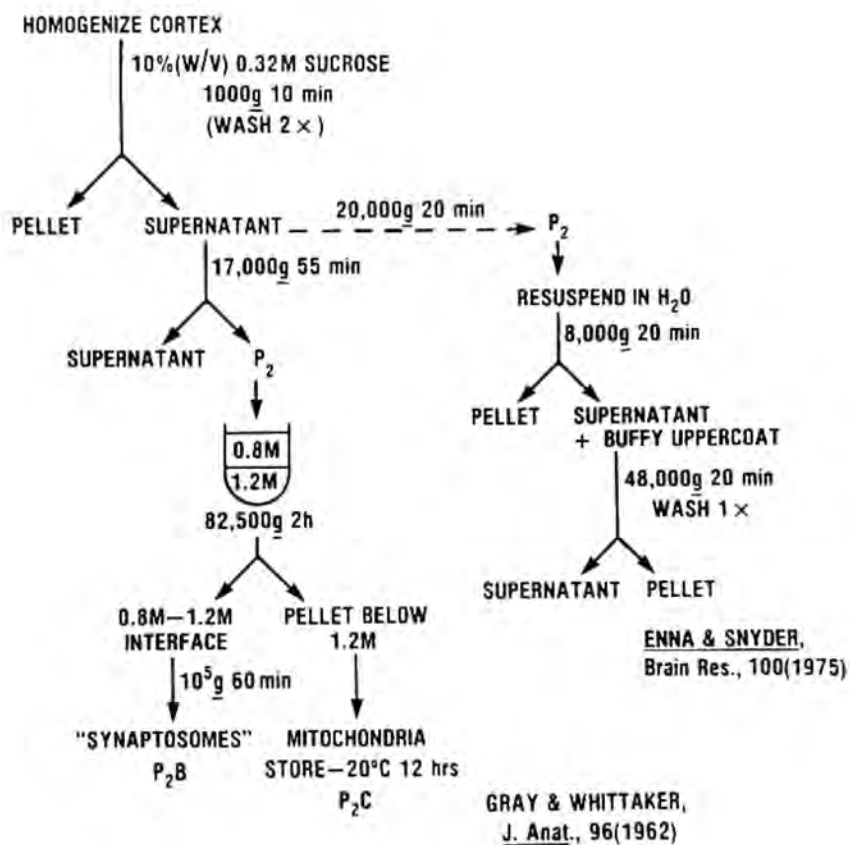 HOMOGENIZE CORTEX
10%(W/V) 0.32M SUCROSE
1000g 10 min
(WASH 2 ×)
PELLET
SUPERNATANT
20,000g 20 min
P₂
17,000g 55 min
RESUSPEND IN H₂O
8,000g 20 min
SUPERNATANT
P₂
PELLET
SUPERNATANT
+ BUFFY UPPERCOAT
0.8M
1.2M
82,500g 2h
48,000g 20 min
WASH 1 ×
SUPERNATANT
PELLET
0.8M–1.2M
INTERFACE
PELLET BELOW
1.2M
ENNA & SNYDER,
Brain Res., 100(1975)
10⁵g 60 min
"SYNAPTOSOMES"
P₂B
MITOCHONDRIA
STORE–20°C 12 hrs
P₂C
GRAY & WHITTAKER,
J. Anat., 96(1962)